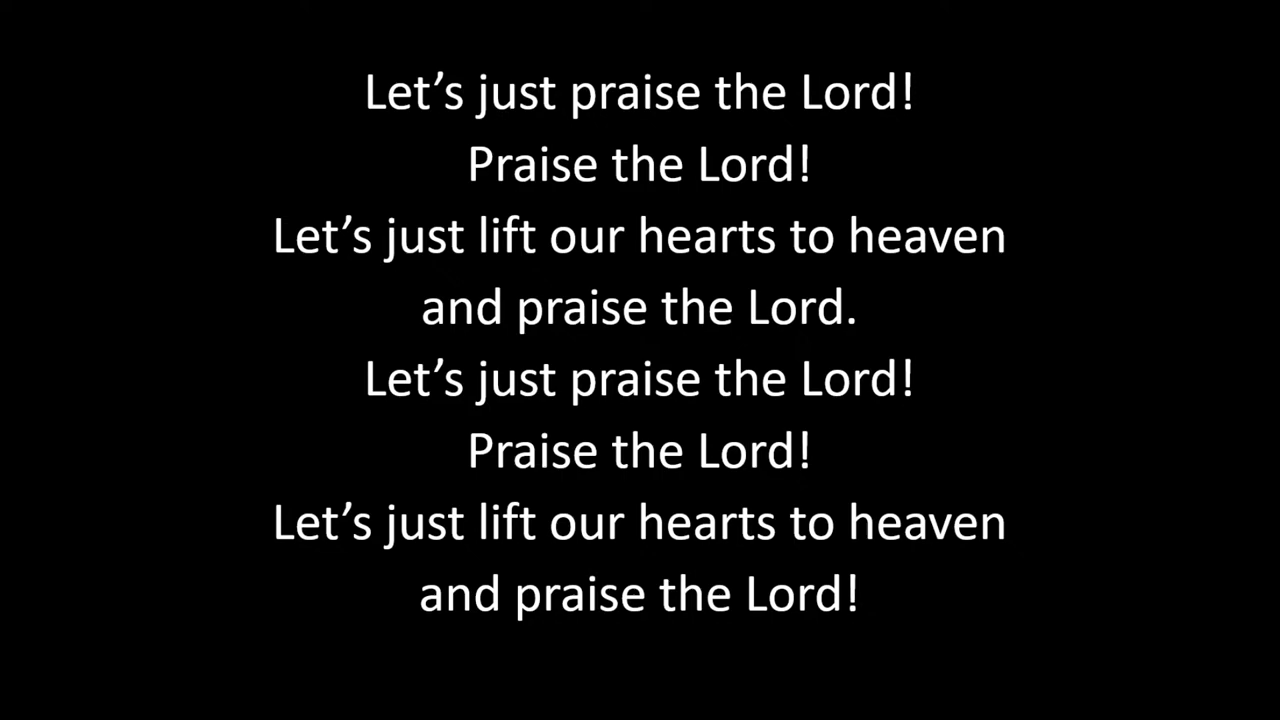 Let’s just praise the Lord!
Praise the Lord!
Let’s just lift our hearts to heaven
and praise the Lord.
Let’s just praise the Lord!
Praise the Lord!
Let’s just lift our hearts to heaven
and praise the Lord!